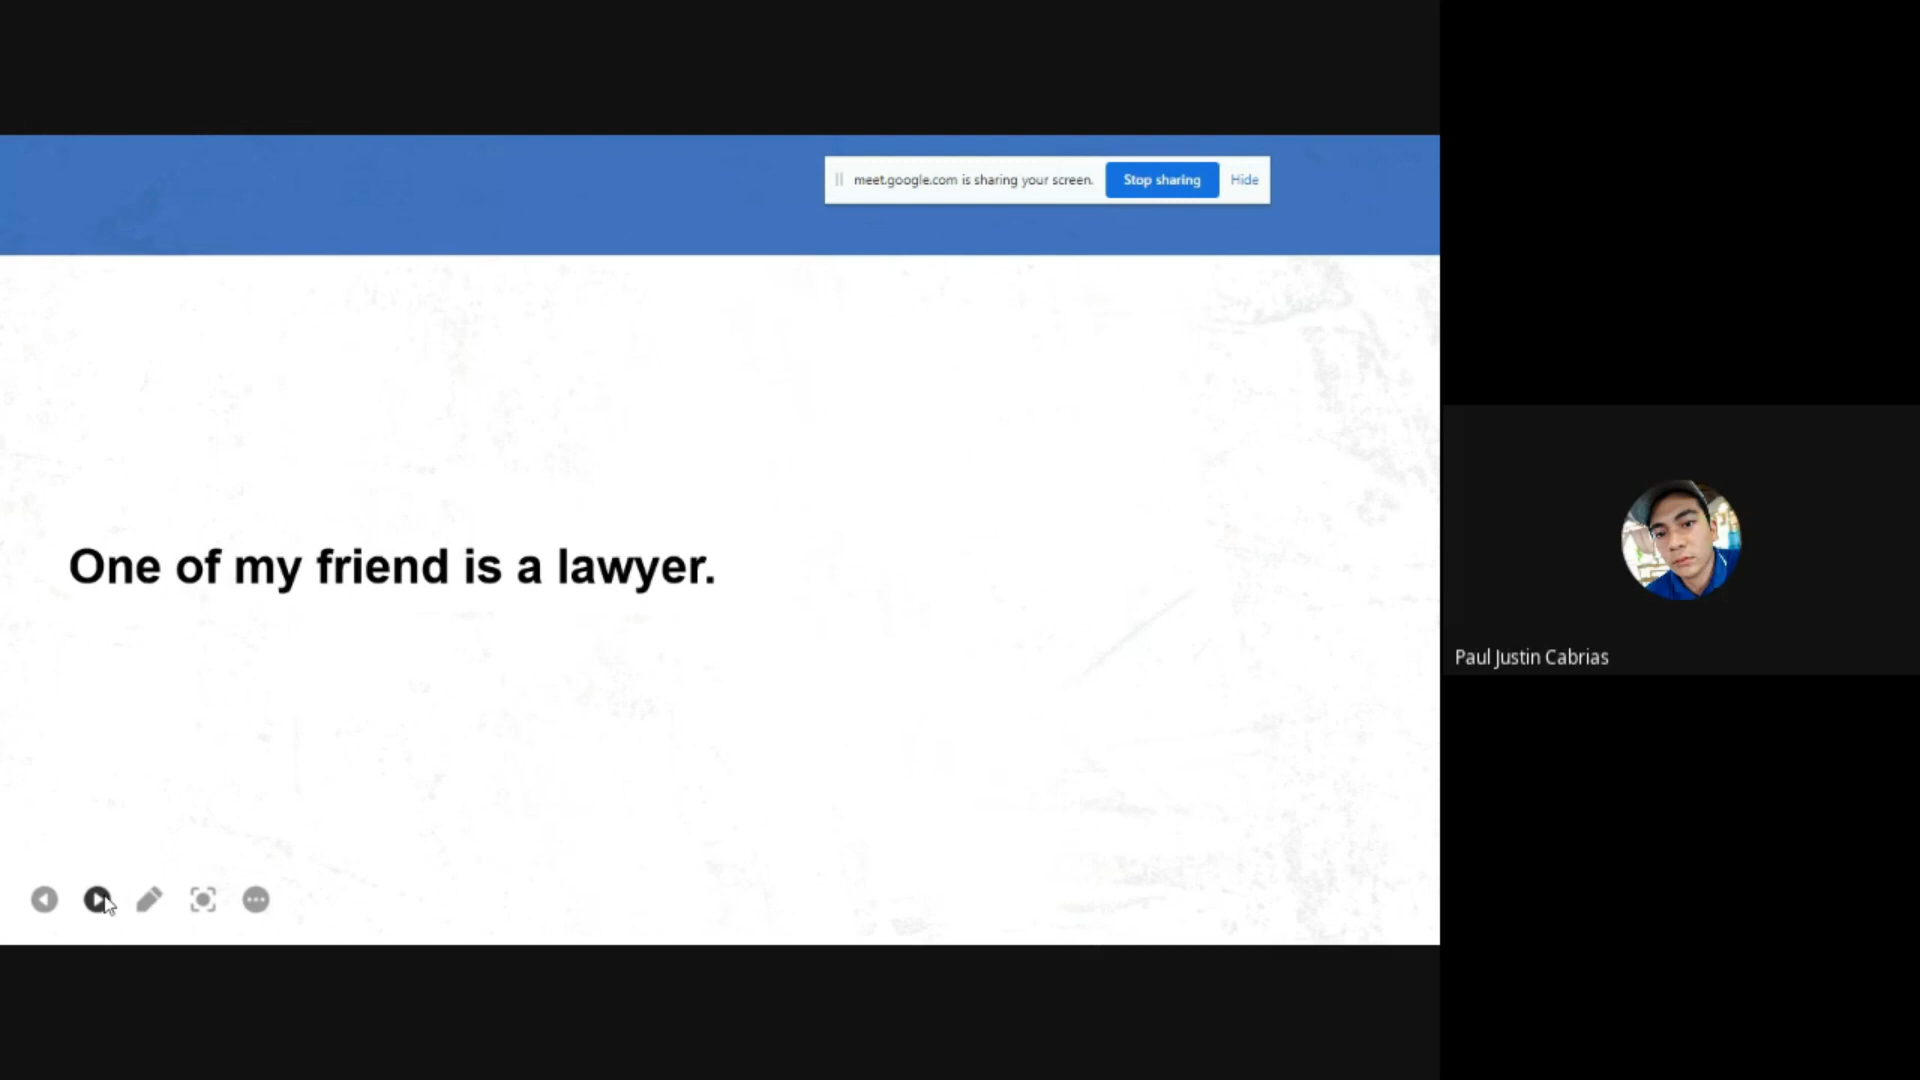 meet.google.com is sharing your screen. Stop sharing Hide
One of my friend is a lawyer.
Paul Justin Cabrias